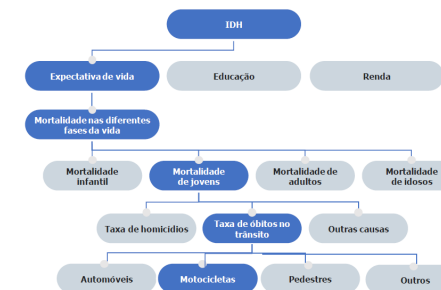 IDH
Expectativa de vida
Educação
Renda
Mortalidade nas diferentes
fases da vida
Mortalidade
infantil
Mortalidade
de jovens
Mortalidade de
adultos
Mortalidade
de idosos
Taxa de homicídios
Taxa de óbitos no
trânsito
Outras causas
Automóveis
Motocicletas
Pedestres
Outros